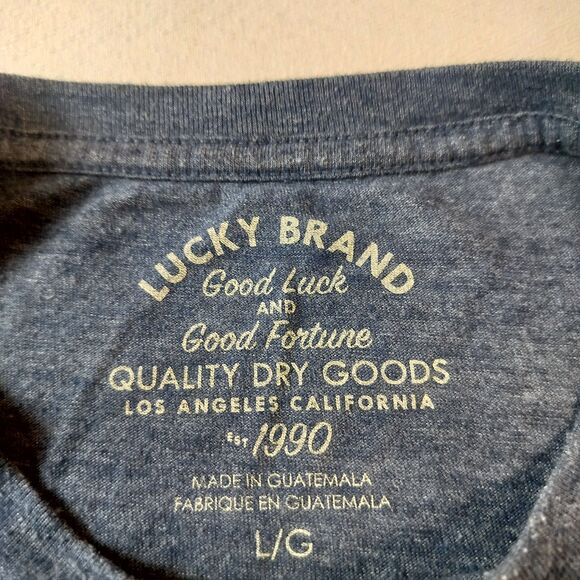 LUCKY BRAND
Good Luck
AND
Good Fortune
QUALITY DRY GOODS
LOS ANGELES CALIFORNIA
EST 1990
MADE IN GUATEMALA
FABRIQUE EN GUATEMALA
L/G